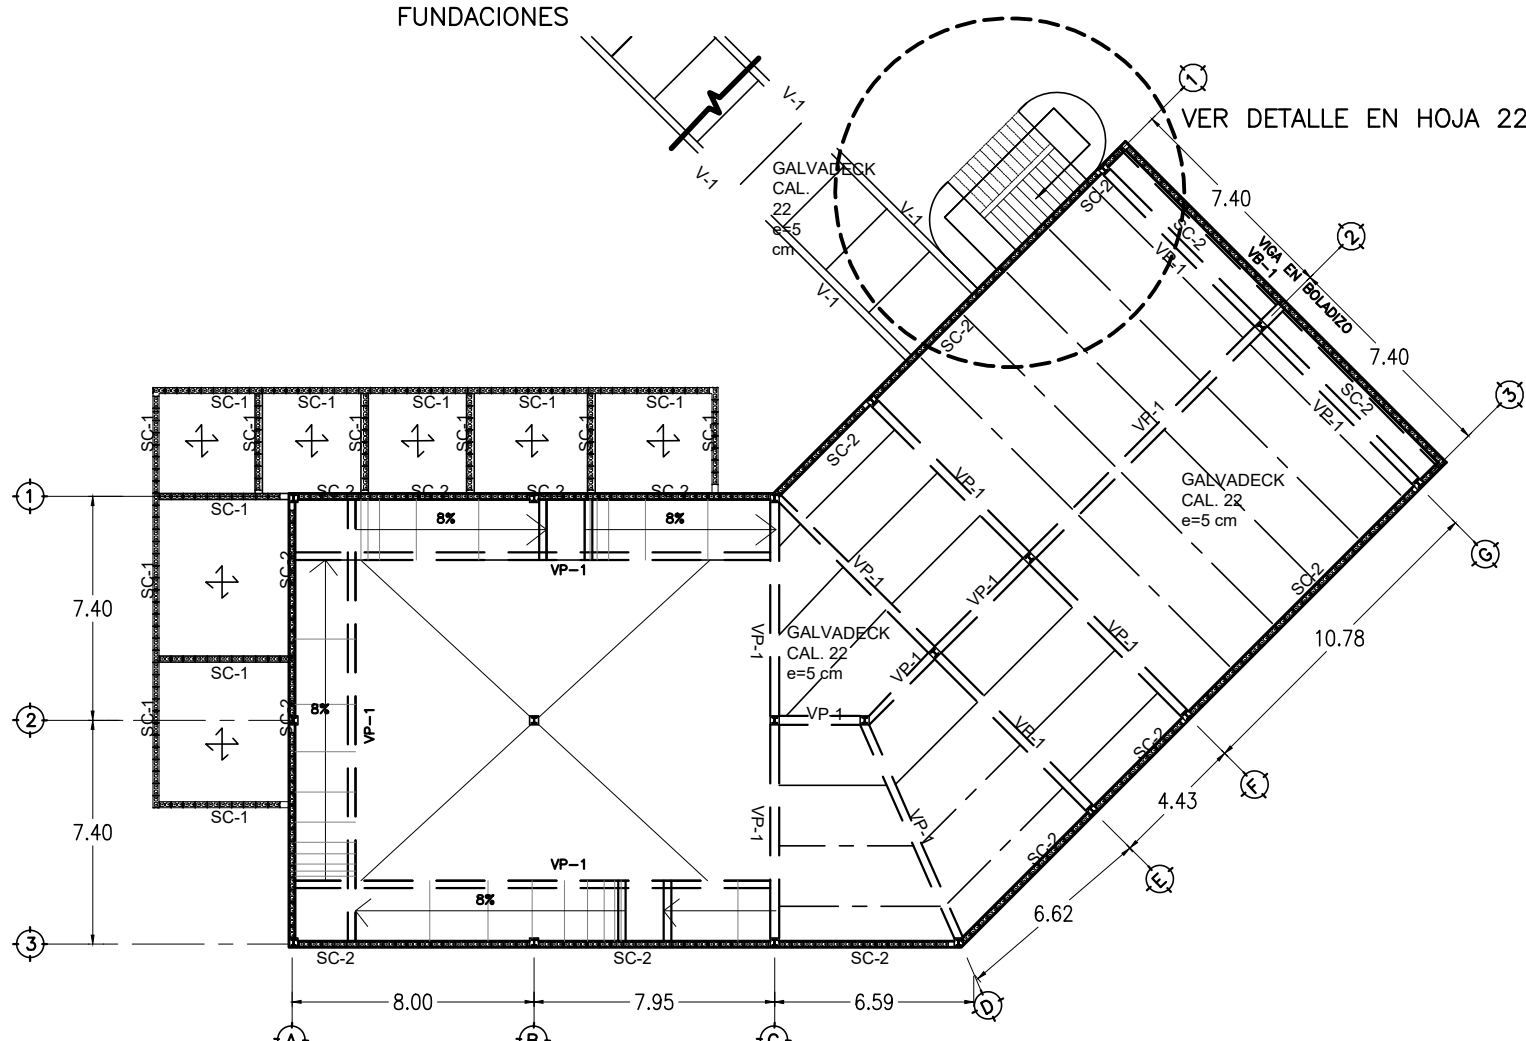 FUNDACIONES
1
V-1
VER DETALLE EN HOJA 22
GALVADECK
CAL.
22
e=5
cm
V-1
SC-2
7.40
V-1
SC-2
VP-1
VIGA EN BOLADIZO
VB-1
2
V-1
SC-2
7.40
SC-1
SC-1
SC-1
SC-1
SC-1
SC-2
VP-1
3
SC-1
SC-1
SC-1
SC-1
SC-1
SC-1
SC-2
VP-1
VP-1
GALVADECK
CAL. 22
e=5 cm
1
SC-2
SC-2
SC-2
SC-2
SC-1
8%
8%
G
VP-1
VP-1
SC-1
SC-2
VP-1
SC-2
7.40
GALVADECK
CAL. 22
e=5 cm
VP-1
VP-1
10.78
SC-1
VP-1
SC-1
SC-2
8%
VP-1
VP-1
VP-1
SC-2
2
F
4.43
SC-1
7.40
VP-1
VP-1
SC-2
VP-1
E
8%
6.62
3
SC-2
SC-2
SC-2
8.00
7.95
6.59
D
A
B
C